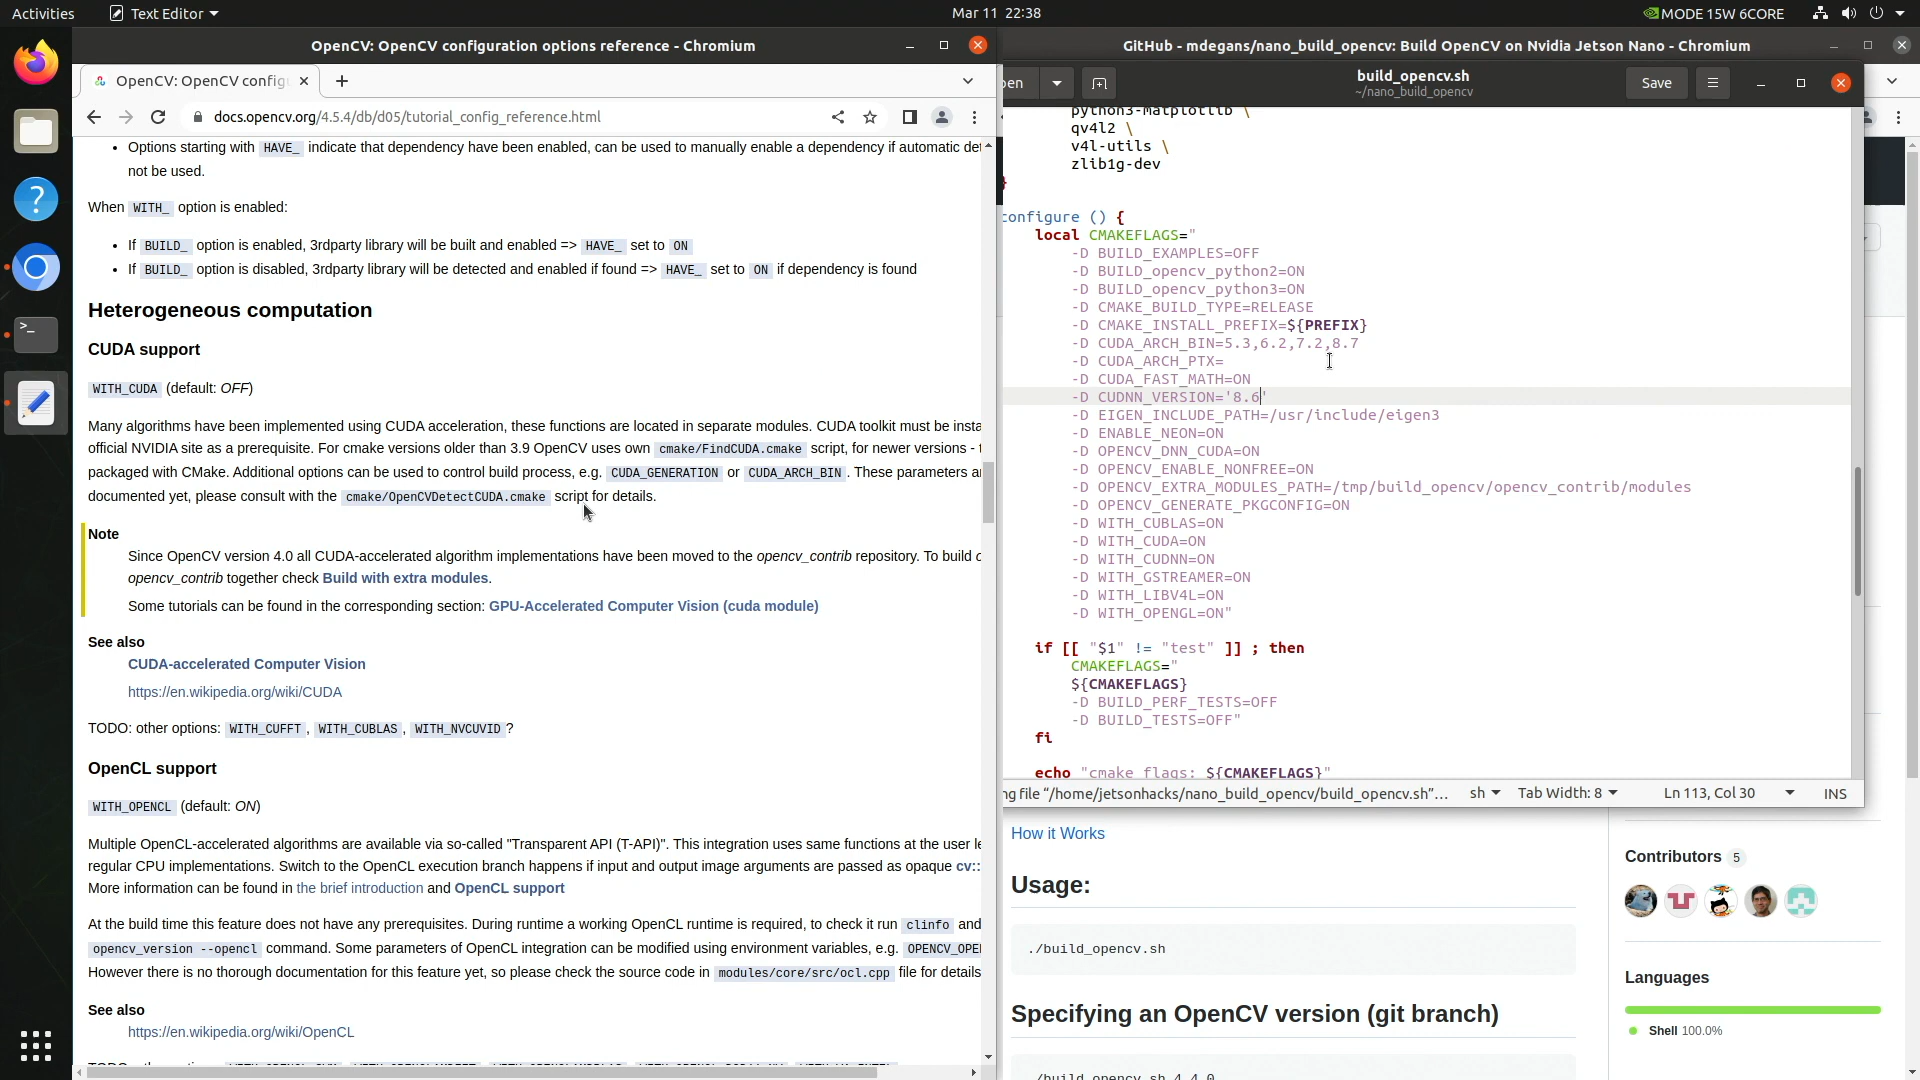 Activities
Text Editor
Mar 11 22:38
MODE 15W 6CORE
OpenCV: OpenCV configuration options reference - Chromium
OpenCV: OpenCV config
docs.opencv.org/4.5.4/db/d05/tutorial_config_reference.html
• Options starting with HAVE_ indicate that dependency have been enabled, can be used to manually enable a dependency if automatic det
not be used.
When WITH_ option is enabled:
• If BUILD_ option is enabled, 3rdparty library will be built and enabled => HAVE_ set to ON
• If BUILD_ option is disabled, 3rdparty library will be detected and enabled if found => HAVE_ set to ON if dependency is found
Heterogeneous computation
CUDA support
WITH_CUDA (default: OFF)
Many algorithms have been implemented using CUDA acceleration, these functions are located in separate modules. CUDA toolkit must be insta
official NVIDIA site as a prerequisite. For cmake versions older than 3.9 OpenCV uses own cmake/FindCUDA.cmake script, for newer versions - t
packaged with CMake. Additional options can be used to control build process, e.g. CUDA_GENERATION or CUDA_ARCH_BIN. These parameters a
documented yet, please consult with the cmake/OpenCVDetectCUDA.cmake script for details.
Note
Since OpenCV version 4.0 all CUDA-accelerated algorithm implementations have been moved to the opencv_contrib repository. To build o
opencv_contrib together check Build with extra modules.
Some tutorials can be found in the corresponding section: GPU-Accelerated Computer Vision (cuda module)
See also
CUDA-accelerated Computer Vision
https://en.wikipedia.org/wiki/CUDA
TODO: other options: WITH_CUFFT, WITH_CUBLAS, WITH_NVCUVID?
OpenCL support
WITH_OPENCL (default: ON)
Multiple OpenCL-accelerated algorithms are available via so-called "Transparent API (T-API)". This integration uses same functions at the user le
regular CPU implementations. Switch to the OpenCL execution branch happens if input and output image arguments are passed as opaque cv::
More information can be found in the brief introduction and OpenCL support
At the build time this feature does not have any prerequisites. During runtime a working OpenCL runtime is required, to check it run clinfo and
opencv_version --opencl command. Some parameters of OpenCL integration can be modified using environment variables, e.g. OPENCV_OPE
However there is no thorough documentation for this feature yet, so please check the source code in modules/core/src/ocl.cpp file for details
See also
https://en.wikipedia.org/wiki/OpenCL
GitHub - mdegans/nano_build_opencv: Build OpenCV on Nvidia Jetson Nano - Chromium
pen
build_opencv.sh
~/nano_build_opencv
Save
python3-matplotlib \
qv4l2 \
v4l-utils \
zlib1g-dev
}
configure () {
local CMAKEFLAGS="
-D BUILD_EXAMPLES=OFF
-D BUILD_opencv_python2=ON
-D BUILD_opencv_python3=ON
-D CMAKE_BUILD_TYPE=RELEASE
-D CMAKE_INSTALL_PREFIX=${PREFIX}
-D CUDA_ARCH_BIN=5.3,6.2,7.2,8.7
-D CUDA_ARCH_PTX=
-D CUDA_FAST_MATH=ON
-D CUDNN_VERSION='8.6'
-D EIGEN_INCLUDE_PATH=/usr/include/eigen3
-D ENABLE_NEON=ON
-D OPENCV_DNN_CUDA=ON
-D OPENCV_ENABLE_NONFREE=ON
-D OPENCV_EXTRA_MODULES_PATH=/tmp/build_opencv/opencv_contrib/modules
-D OPENCV_GENERATE_PKGCONFIG=ON
-D WITH_CUBLAS=ON
-D WITH_CUDA=ON
-D WITH_CUDNN=ON
-D WITH_GSTREAMER=ON
-D WITH_LIBV4L=ON
-D WITH_OPENGL=ON"
if [[ "$1" != "test" ]] ; then
CMAKEFLAGS="
${CMAKEFLAGS}
-D BUILD_PERF_TESTS=OFF
-D BUILD_TESTS=OFF"
fi
echo "cmake flags: ${CMAKEFLAGS}"
ng file “/home/jetsonhacks/nano_build_opencv/build_opencv.sh”…
sh
Tab Width: 8
Ln 113, Col 30
INS
How it Works
Usage:
./build_opencv.sh
Specifying an OpenCV version (git branch)
./build_opencv.sh 4.4.0
Contributors 5
Languages
Shell 100.0%